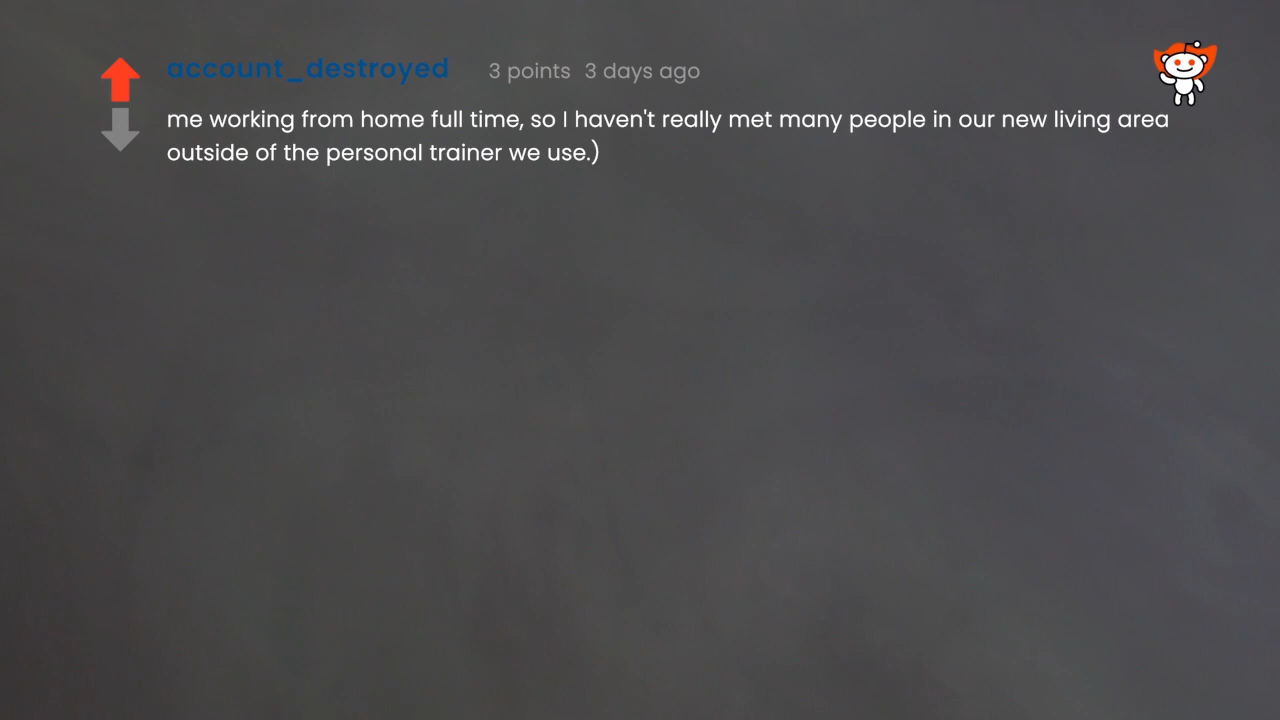 account_destroyed 3 points 3 days ago
me working from home full time, so I haven't really met many people in our new living area
outside of the personal trainer we use.)